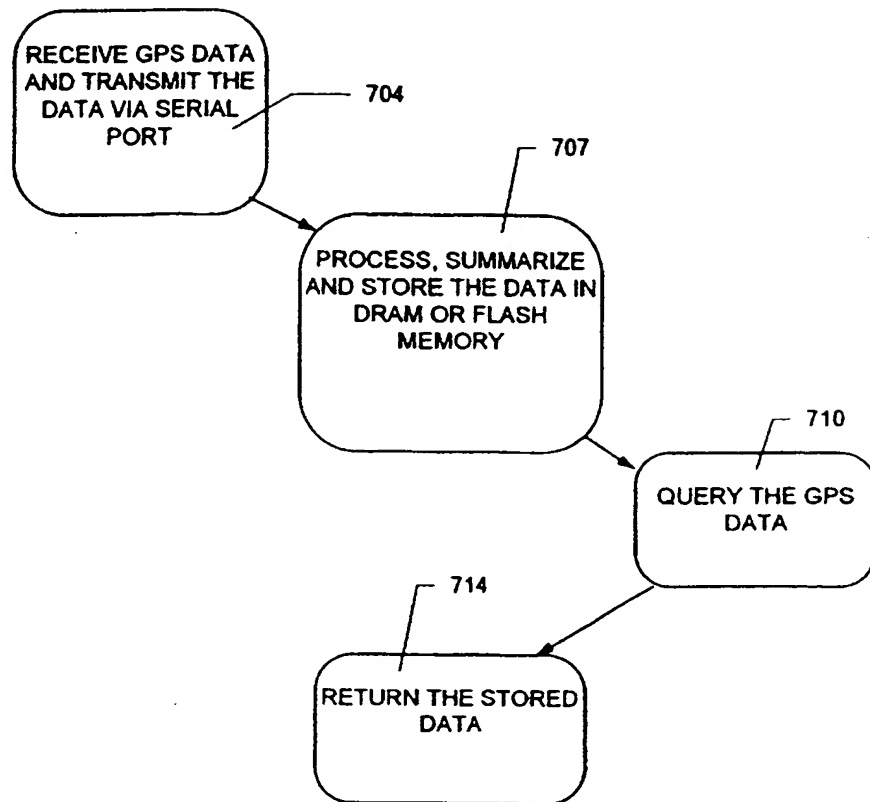 RECEIVE GPS DATA
AND TRANSMIT THE
DATA VIA SERIAL
PORT
704
707
PROCESS, SUMMARIZE
AND STORE THE DATA IN
DRAM OR FLASH
MEMORY
710
QUERY THE GPS
DATA
714
RETURN THE STORED
DATA